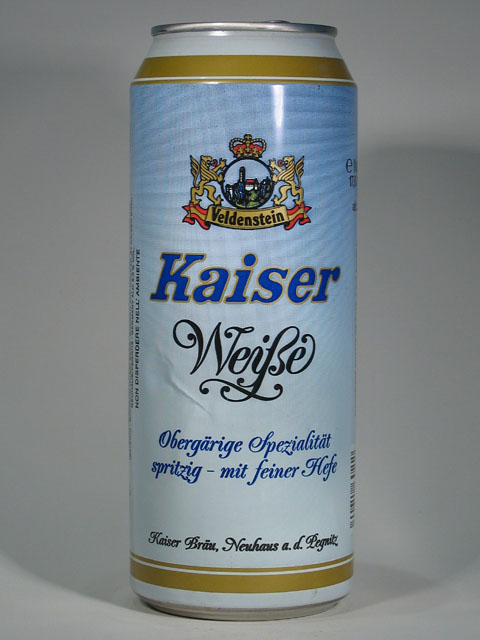 Veldenstein
Kaiser
Weiße
Obergärige Spezialität
spritzig - mit feiner Hefe
Kaiser Bräu, Neuhaus a. d. Pegnitz
NON DISPERDERE NELL'AMBIENTE